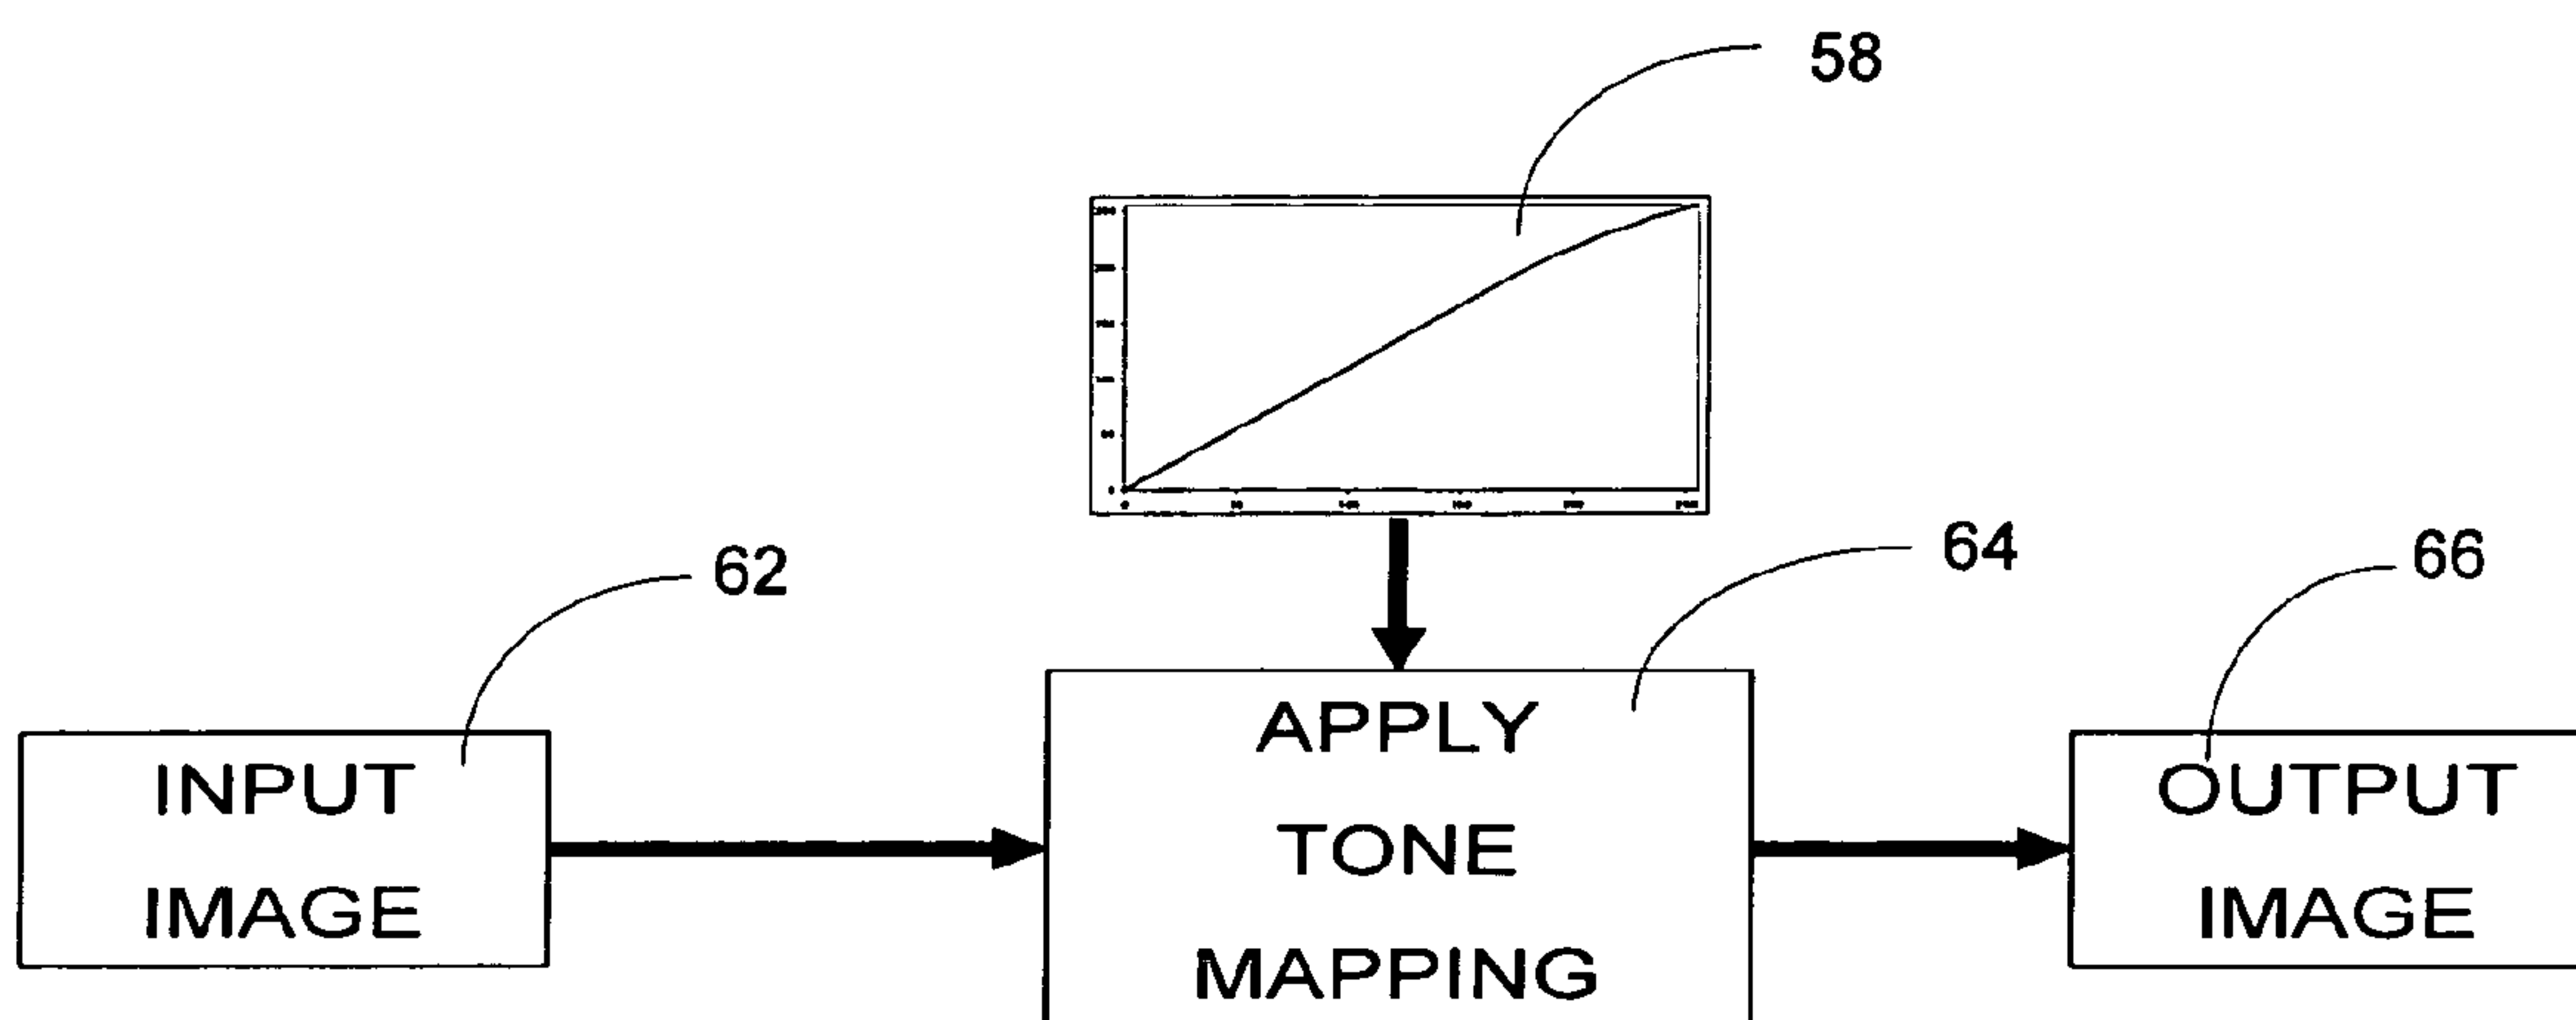 58
62
64
66
INPUT
IMAGE
APPLY
TONE
MAPPING
OUTPUT
IMAGE